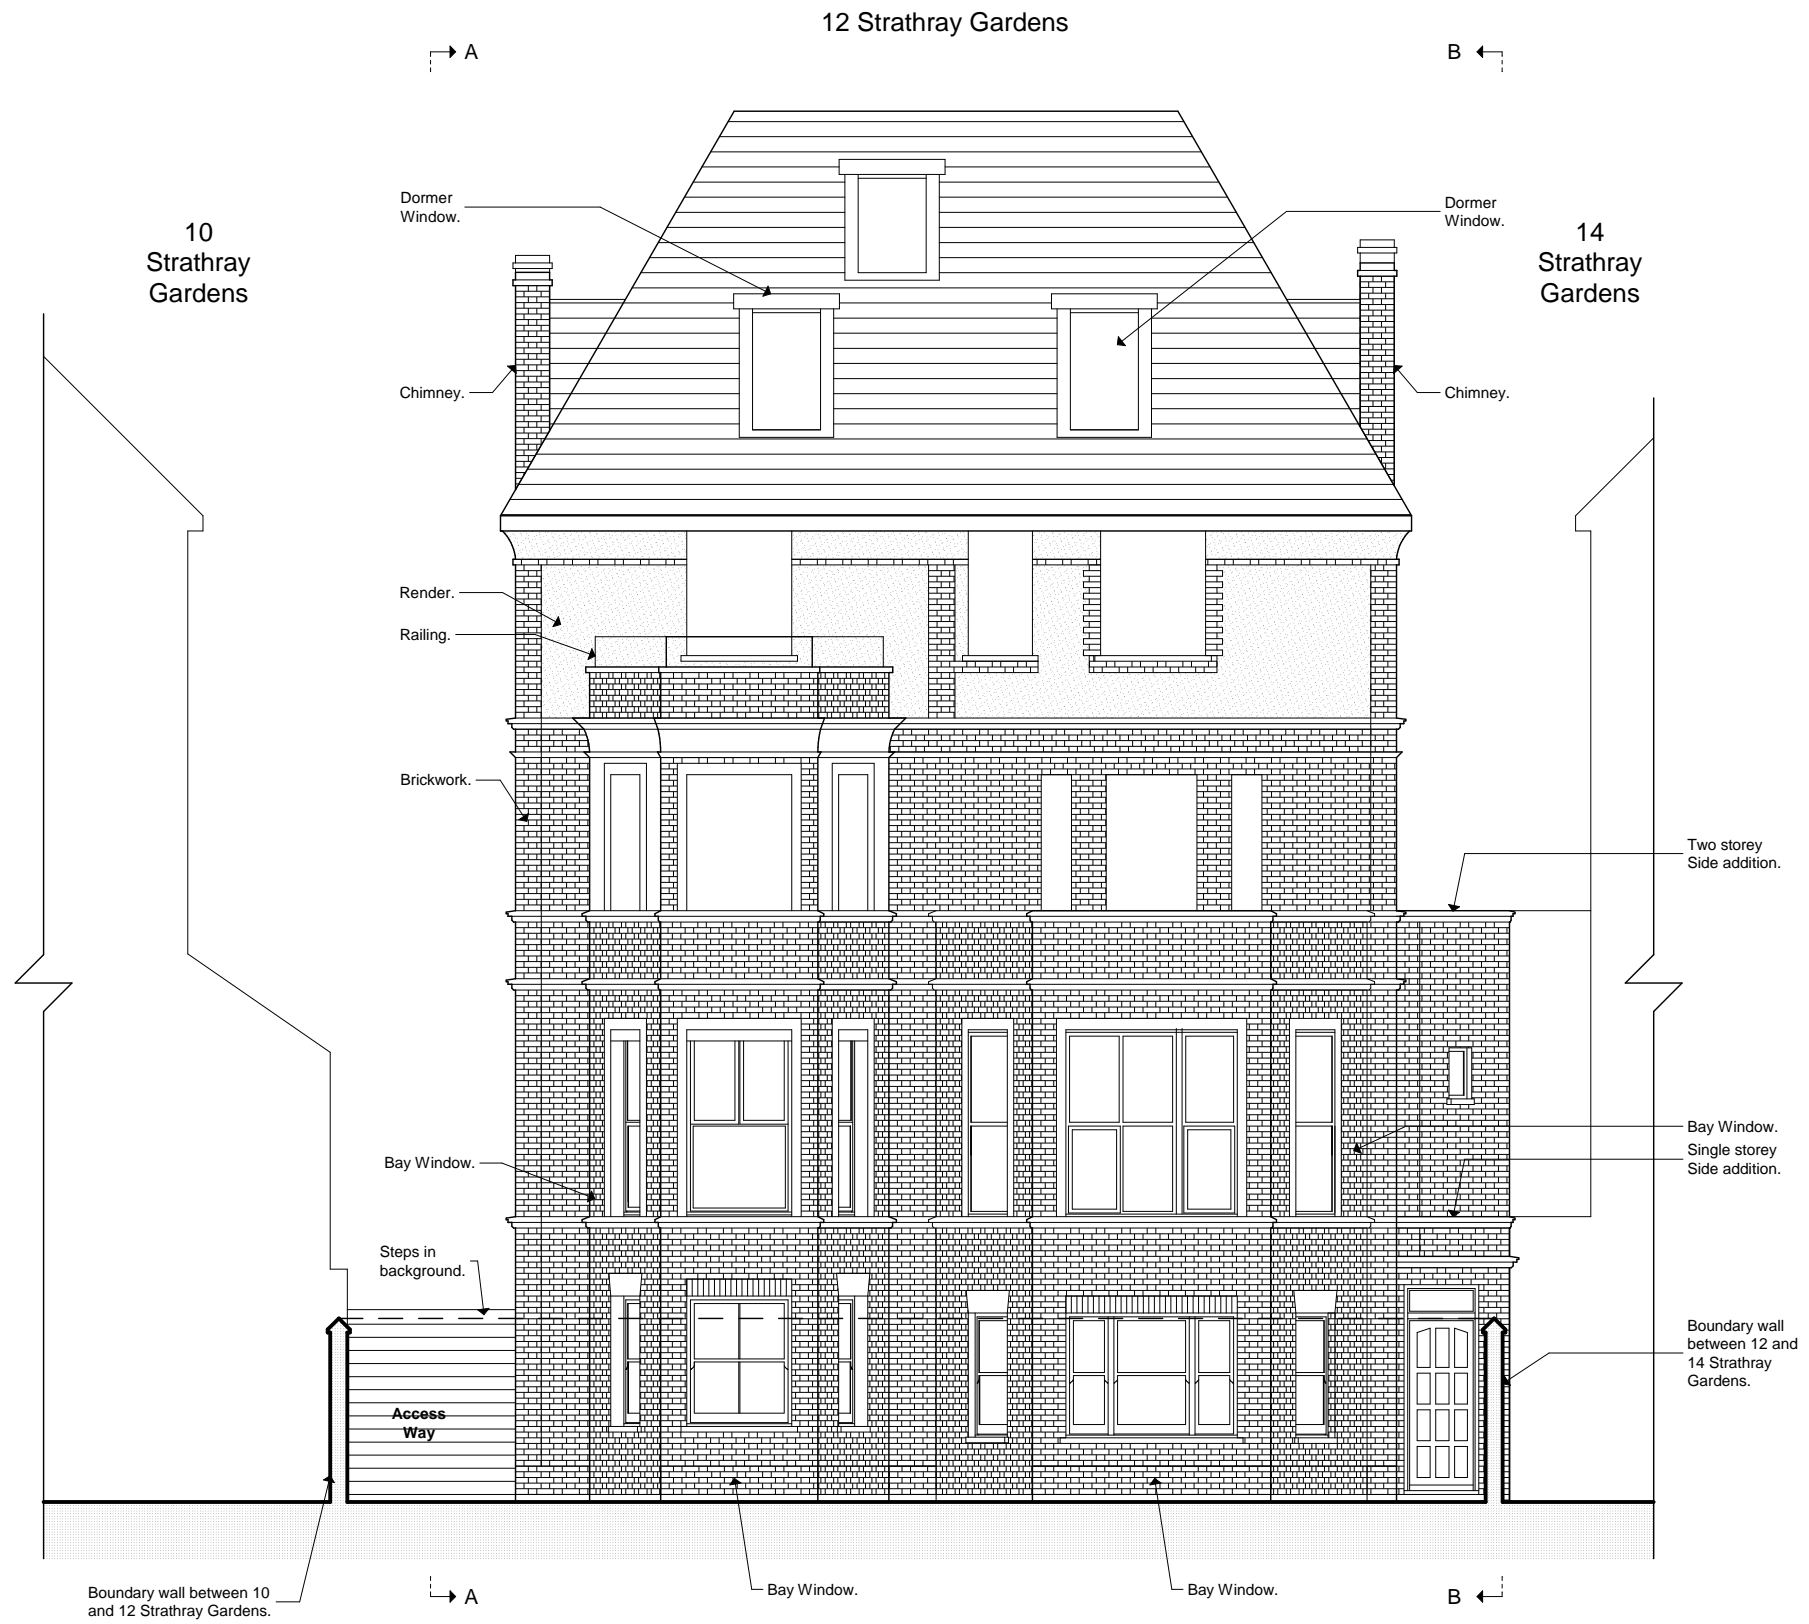 12 Strathray Gardens
A
B
10
Strathray
Gardens
14
Strathray
Gardens
Dormer
Window.
Dormer
Window.
Chimney.
Chimney.
Render.
Railing.
Brickwork.
Two storey
Side addition.
Bay Window.
Single storey
Side addition.
Bay Window.
Steps in
background.
Boundary wall
between 12 and
14 Strathray
Gardens.
Access
Way
Boundary wall between 10
and 12 Strathray Gardens.
A
Bay Window.
Bay Window.
B